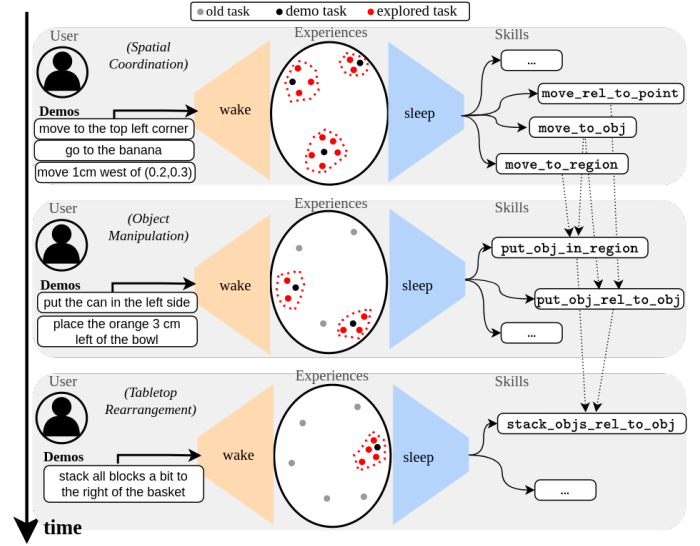 old task demo task explored task
User
(Spatial
Coordination)
Experiences
Skills
Demos
move to the top left corner
go to the banana
move 1cm west of (0.2,0.3)
wake
sleep
...
move_rel_to_point
move_to_obj
move_to_region
User
(Object
Manipulation)
Experiences
Skills
Demos
put the can in the left side
place the orange 3 cm
left of the bowl
wake
sleep
put_obj_in_region
put_obj_rel_to_obj
...
User
(Tabletop
Rearrangement)
Experiences
Skills
Demos
stack all blocks a bit to
the right of the basket
wake
sleep
stack_objs_rel_to_obj
...
time